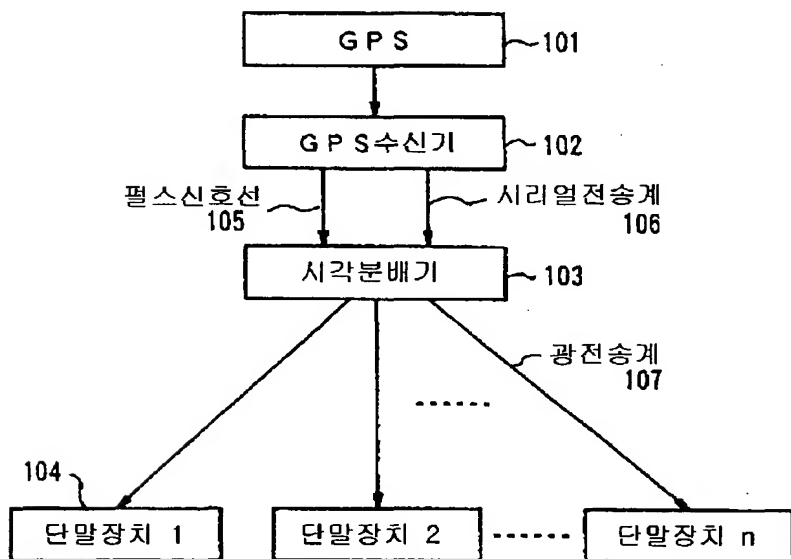 GPS
101
GPS수신기
102
펄스신호선
105
시리얼전송계
106
시각분배기
103
광전송계
107
104
단말장치 1
단말장치 2
단말장치 n